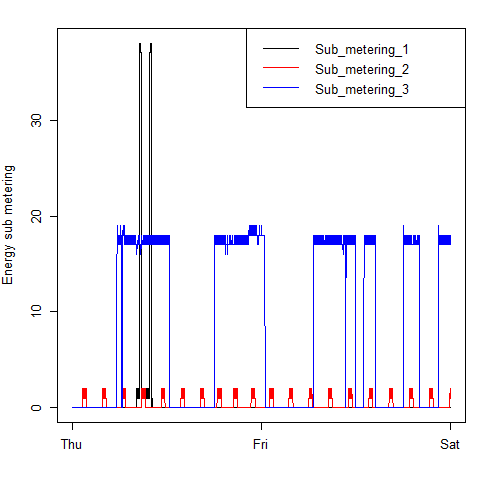 Sub_metering_1
Sub_metering_2
Sub_metering_3
Energy sub metering
30
20
10
0
Thu
Fri
Sat